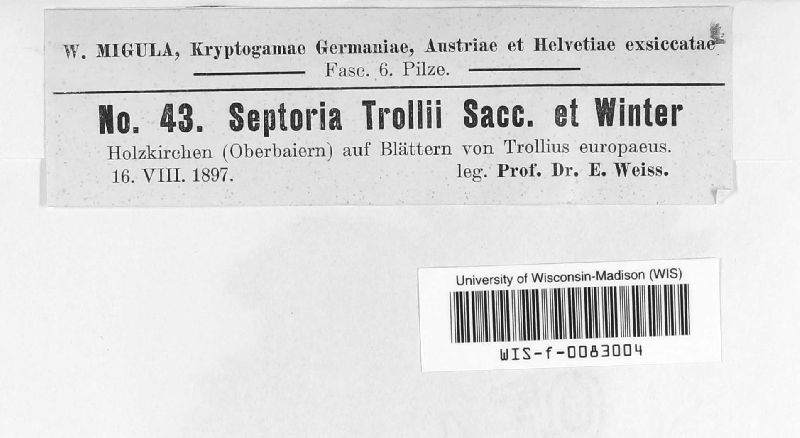 W. MIGULA, Kryptogamae Germaniae, Austriae et Helvetiae exsiccatae
Fasc. 6. Pilze.
No. 43. Septoria Trollii Sacc. et Winter
Holzkirchen (Oberbaiern) auf Blättern von Trollius europaeus.
16. VIII. 1897. leg. Prof. Dr. E. Weiss.
University of Wisconsin-Madison (WIS)
WIS-f-0083004